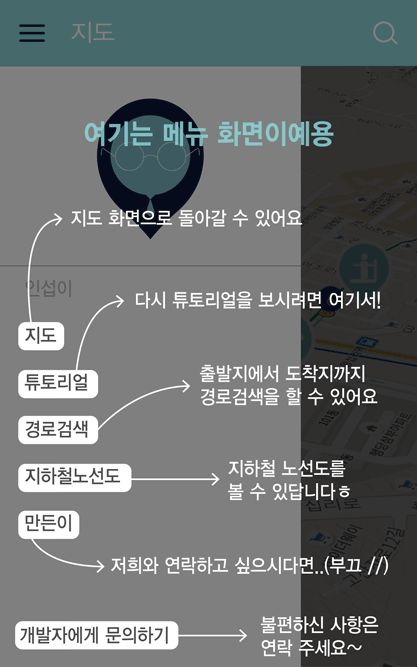 지도
여기는 메뉴 화면이예용
지도 화면으로 돌아갈 수 있어요
인섭이
다시 튜토리얼을 보시려면 여기서!
지도
튜토리얼
출발지에서 도착지까지
경로검색을 할 수 있어요
경로검색
지하철 노선도를
볼 수 있답니다ㅎ
지하철노선도
만든이
저희와 연락하고 싶으시다면..(부끄 //)
개발자에게 문의하기
불편하신 사항은
연락 주세요~
101동